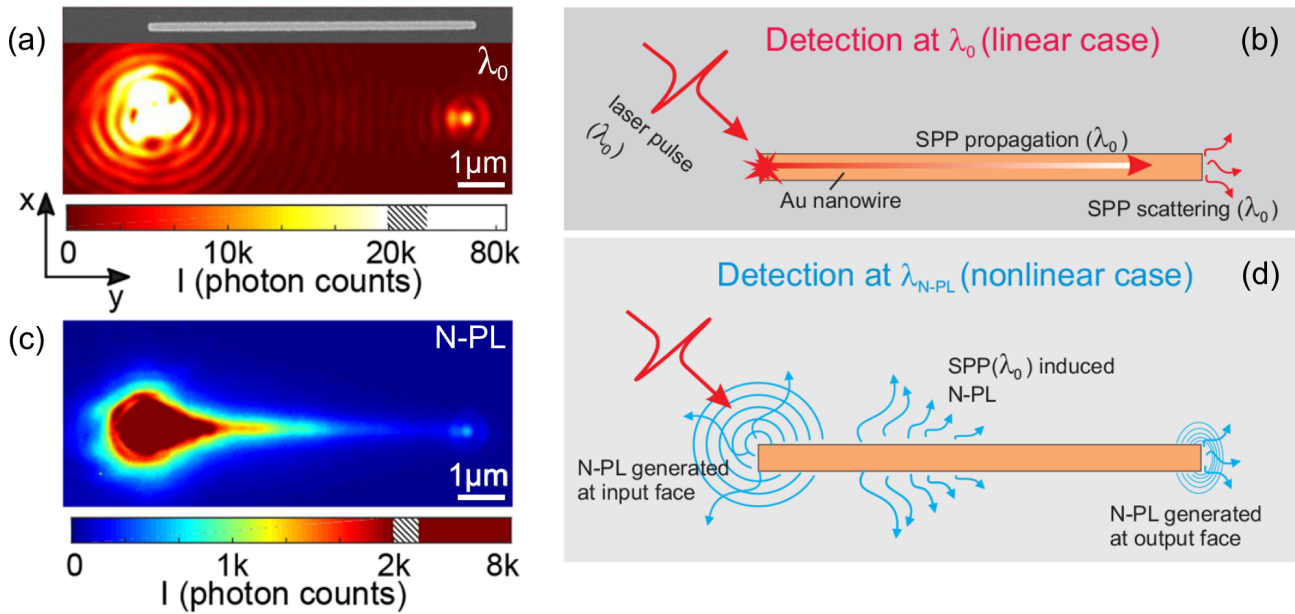 (a)
λ0
1μm
x
y
0 10k 20k 80k
I (photon counts)
(b)
Detection at λ0 (linear case)
laser pulse
(λ0)
SPP propagation (λ0)
Au nanowire
SPP scattering (λ0)
(c)
N-PL
1μm
0 1k 2k 8k
I (photon counts)
(d)
Detection at λN-PL (nonlinear case)
SPP(λ0) induced
N-PL
N-PL generated
at input face
N-PL generated
at output face